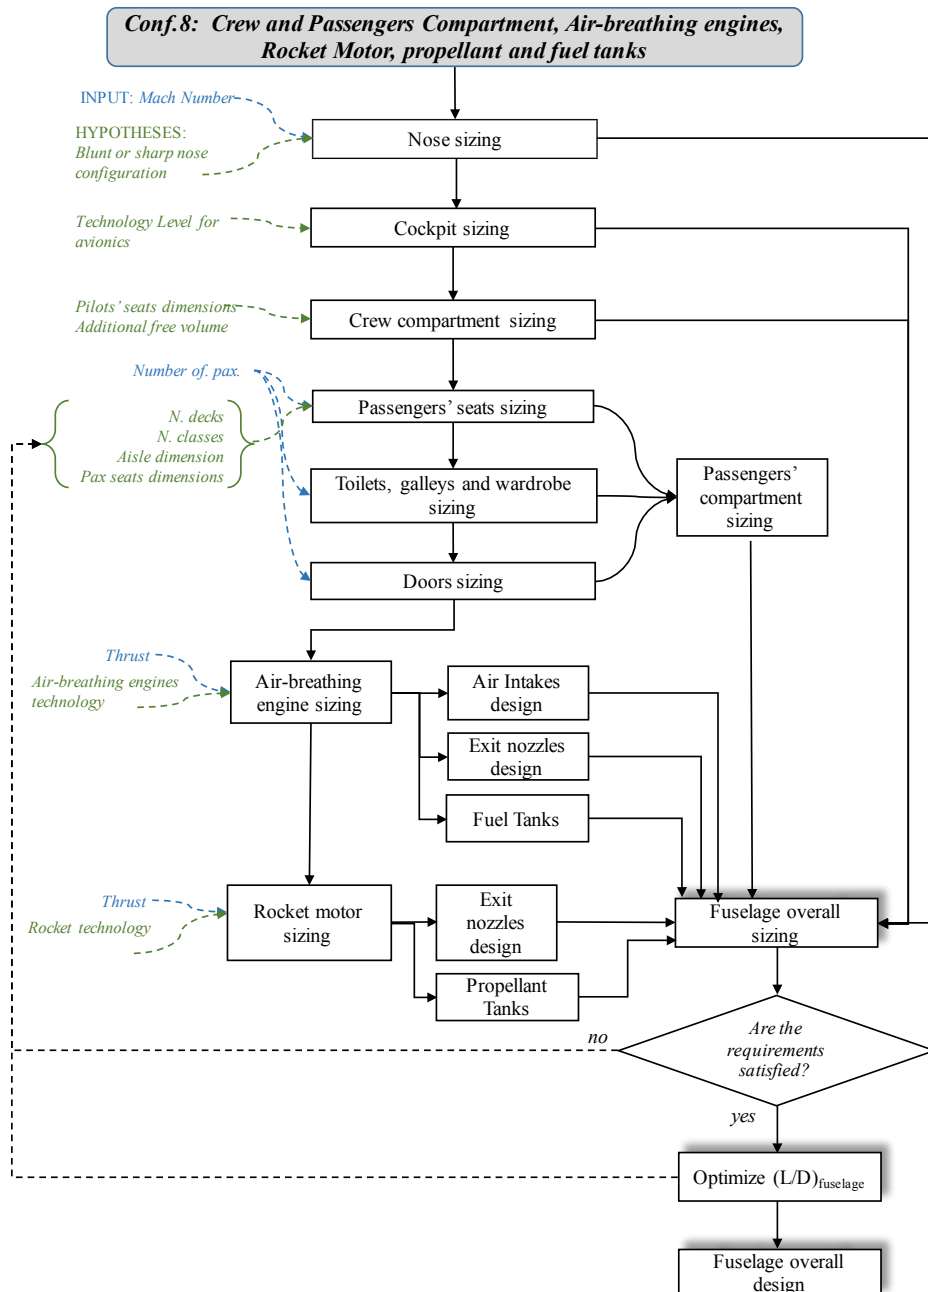 Conf.8: Crew and Passengers Compartment, Air-breathing engines,
Rocket Motor, propellant and fuel tanks
INPUT: Mach Number
HYPOTHESES:
Blunt or sharp nose
configuration
Nose sizing
Technology Level for
avionics
Cockpit sizing
Pilots' seats dimensions
Additional free volume
Crew compartment sizing
Number of. pax.
N. decks
N. classes
Aisle dimension
Pax seats dimensions
Passengers' seats sizing
Toilets, galleys and wardrobe
sizing
Doors sizing
Passengers'
compartment
sizing
Thrust
Air-breathing engines
technology
Air-breathing
engine sizing
Air Intakes
design
Exit nozzles
design
Fuel Tanks
Thrust
Rocket technology
Rocket motor
sizing
Exit
nozzles
design
Propellant
Tanks
Fuselage overall
sizing
Are the
requirements
satisfied?
no
yes
Optimize (L/D)fuselage
Fuselage overall
design